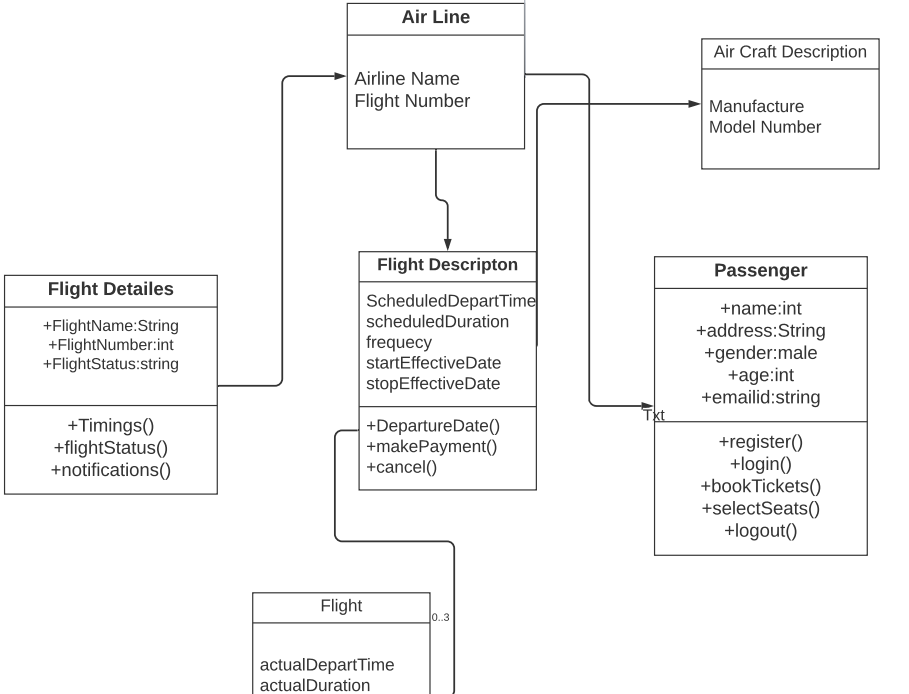 Air Line
Airline Name
Flight Number
Air Craft Description
Manufacture
Model Number
Flight Detailes
+FlightName:String
+FlightNumber:int
+FlightStatus:string
+Timings()
+flightStatus()
+notifications()
Flight Descripton
ScheduledDepartTime
scheduledDuration
frequecy
startEffectiveDate
stopEffectiveDate
+DepartureDate()
+makePayment()
+cancel()
Passenger
+name:int
+address:String
+gender:male
+age:int
+emailid:string
Txt
+register()
+login()
+bookTickets()
+selectSeats()
+logout()
Flight
0..3
actualDepartTime
actualDuration